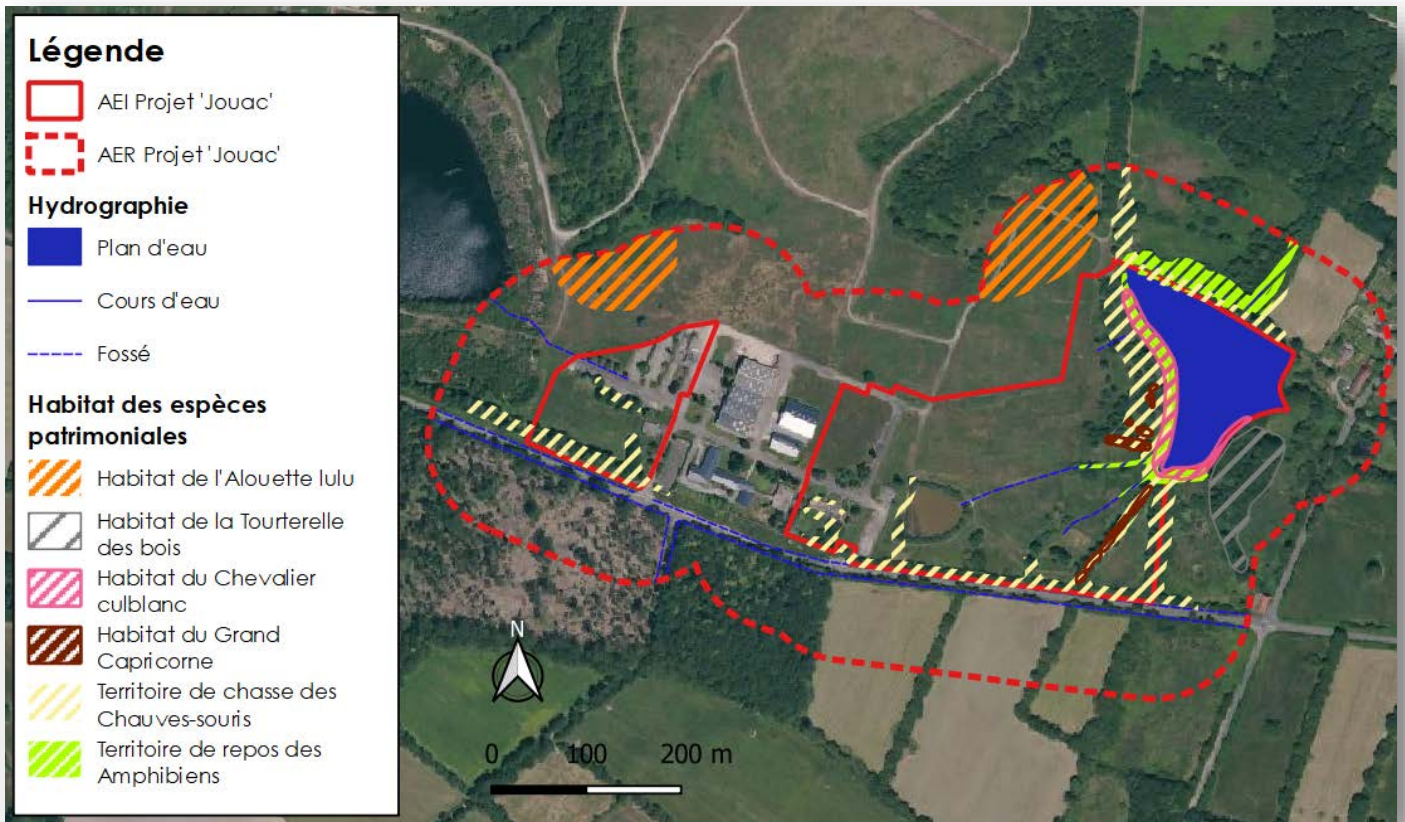 Légende
AEI Projet 'Jouac'
AER Projet 'Jouac'
Hydrographie
Plan d'eau
Cours d'eau
Fossé
Habitat des espèces
patrimoniales
Habitat de l'Alouette lulu
Habitat de la Tourterelle
des bois
Habitat du Chevalier
culblanc
Habitat du Grand
Capricorne
Territoire de chasse des
Chauves-souris
Territoire de repos des
Amphibiens
N
0 100 200 m